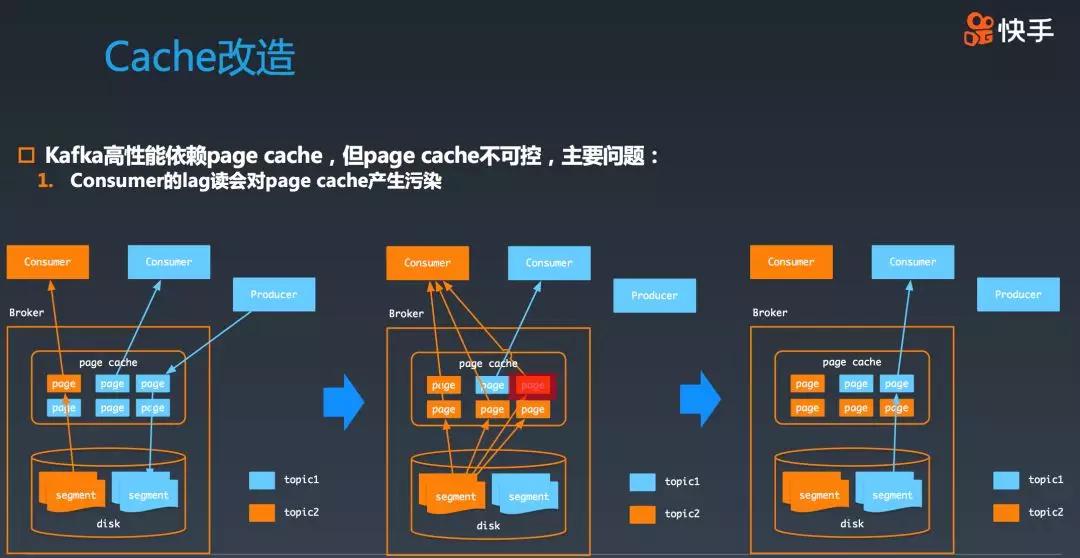 快手
Cache改造
Kafka高性能依赖page cache，但page cache不可控，主要问题：
1. Consumer的lag读会对page cache产生污染
Consumer
Consumer
Producer
Broker
page cache
page page page
page page page
segment segment
disk
topic1
topic2
Consumer
Consumer
Producer
Broker
page cache
page page page
page page page
segment segment
disk
topic1
topic2
Consumer
Consumer
Producer
Broker
page cache
page page page
page page page
segment segment
disk
topic1
topic2